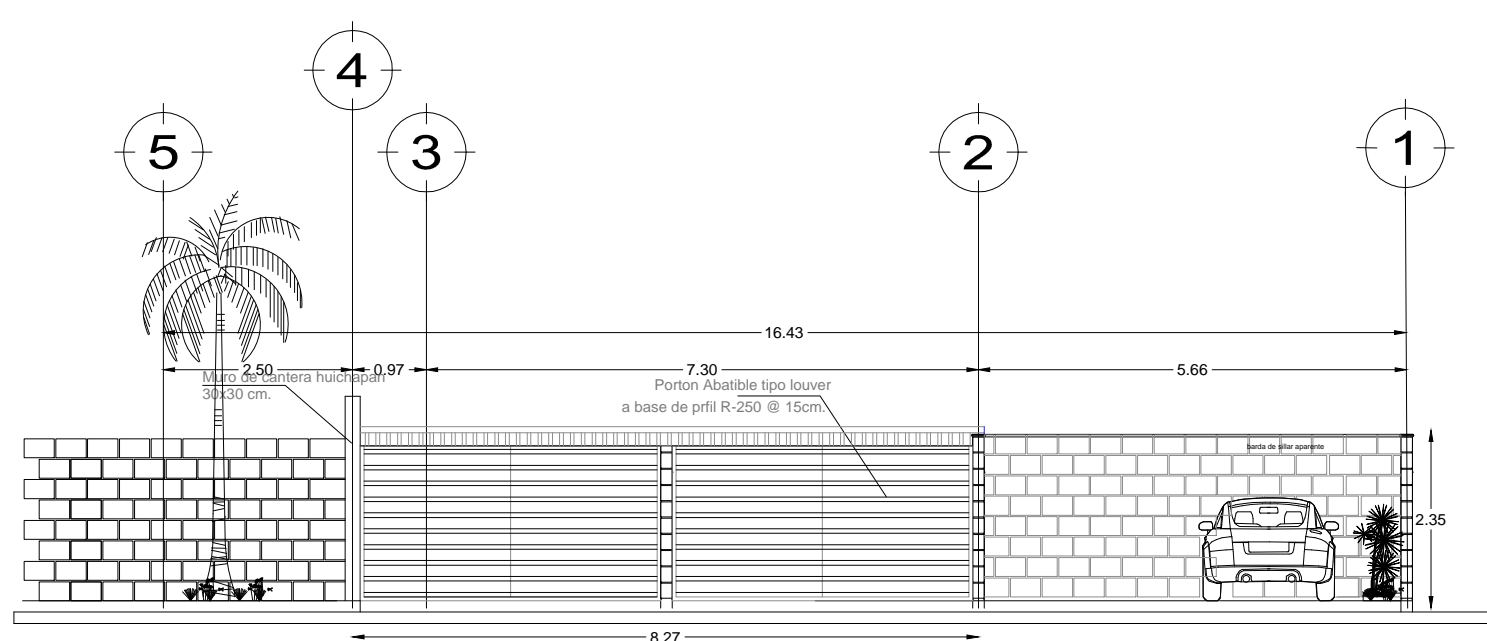 4
5
3
2
1
16.43
2.50
0.97
7.30
5.66
Muro de cantera huichapan
30x30 cm.
Porton Abatible tipo louver
a base de prfil R-250 @ 15cm.
barda de sillar aparente
2.35
8.27